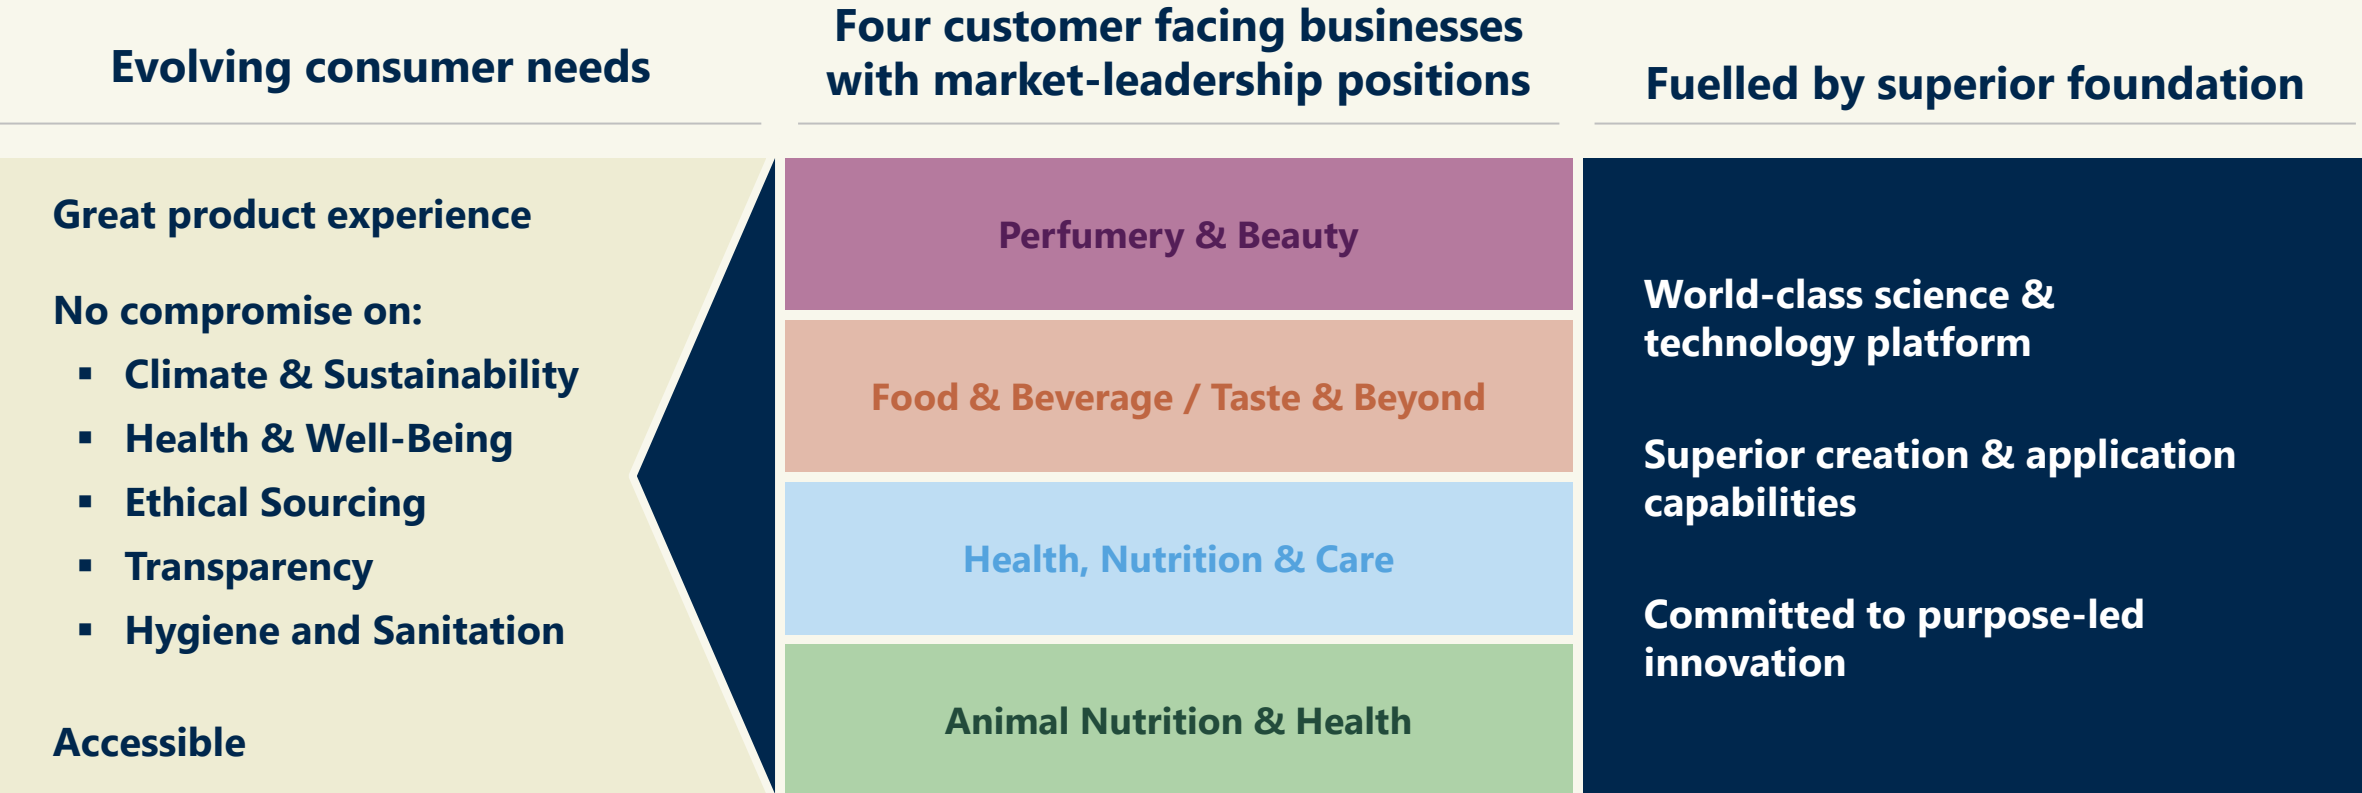 Evolving consumer needs
Great product experience
No compromise on:
▪ Climate & Sustainability
▪ Health & Well-Being
▪ Ethical Sourcing
▪ Transparency
▪ Hygiene and Sanitation
Accessible
Four customer facing businesses
with market-leadership positions
Perfumery & Beauty
Food & Beverage / Taste & Beyond
Health, Nutrition & Care
Animal Nutrition & Health
Fuelled by superior foundation
World-class science &
technology platform
Superior creation & application
capabilities
Committed to purpose-led
innovation